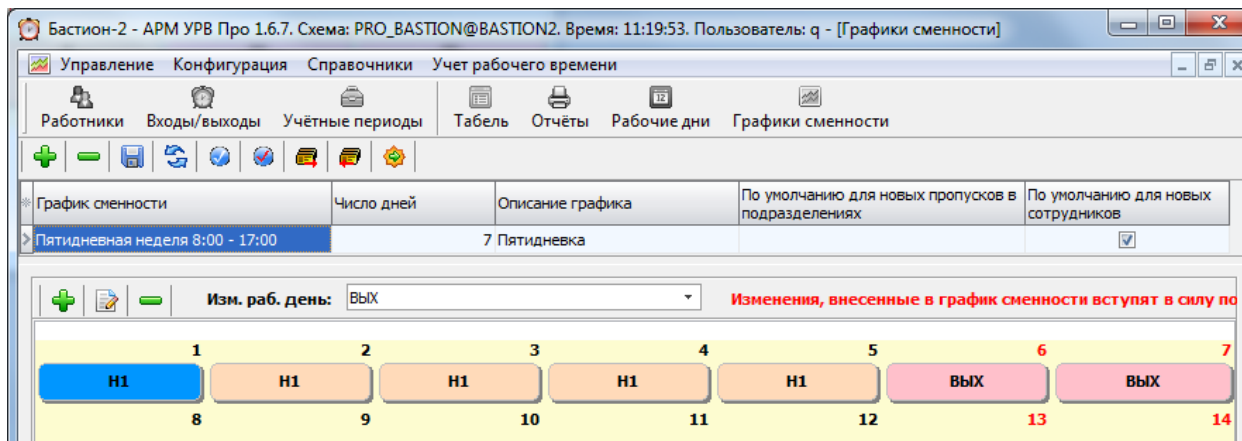 Бастион-2 - АРМ УРВ Про 1.6.7. Схема: PRO_BASTION@BASTION2. Время: 11:19:53. Пользователь: q - [Графики сменности]
Управление Конфигурация Справочники Учет рабочего времени
Работники Входы/выходы Учётные периоды Табель Отчёты Рабочие дни Графики сменности
График сменности Число дней Описание графика По умолчанию для новых пропусков в подразделениях По умолчанию для новых сотрудников
Пятидневная неделя 8:00 - 17:00 7 Пятидневка
Изм. раб. день: ВЫХ Изменения, внесенные в график сменности вступят в силу по
1 2 3 4 5 6 7
Н1 Н1 Н1 Н1 Н1 ВЫХ ВЫХ
8 9 10 11 12 13 14